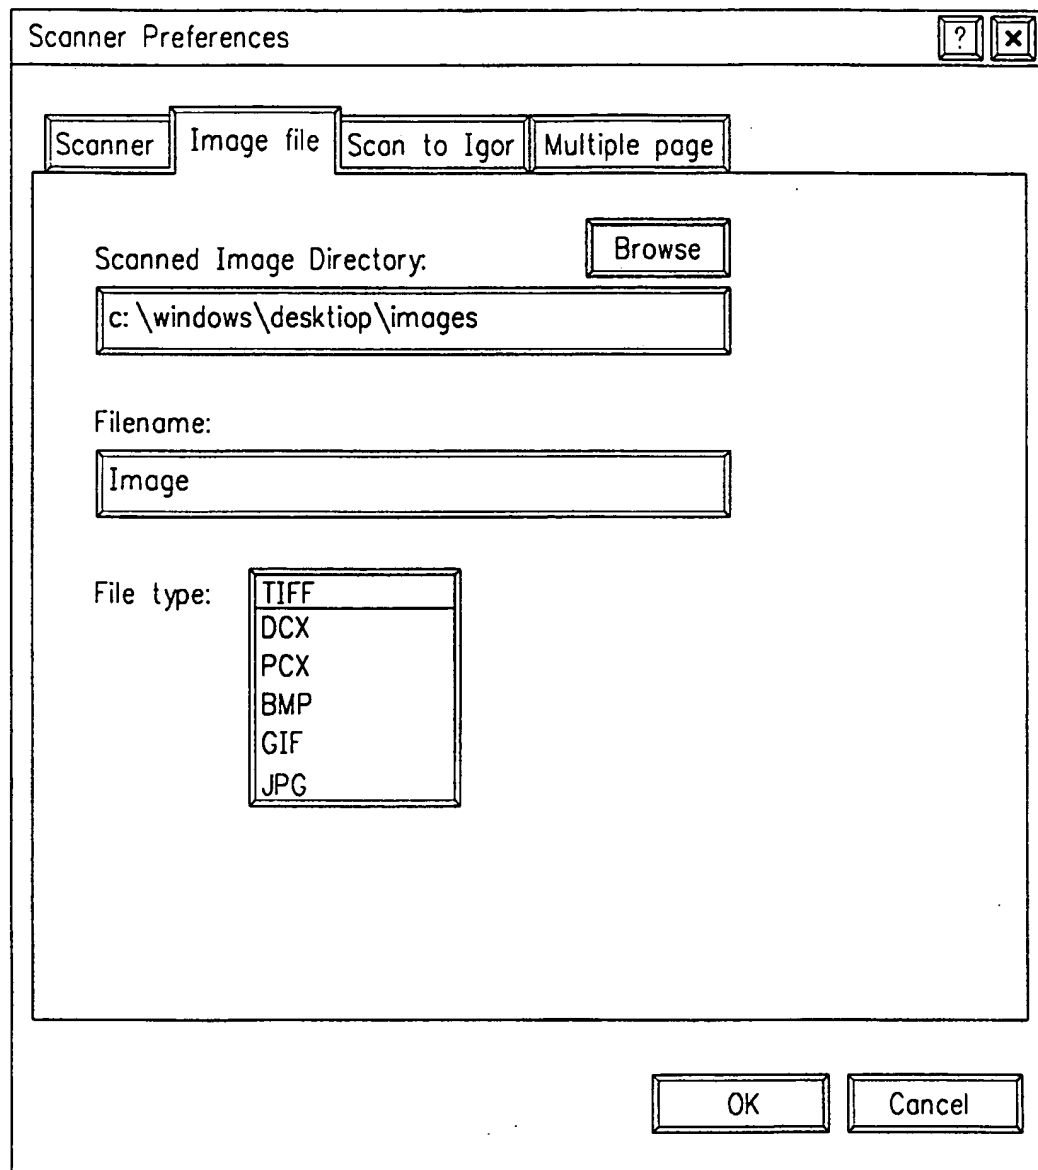 Scanner Preferences ? ×
Scanner Image file Scan to Igor Multiple page
Scanned Image Directory: Browse
c:\windows\desktiop\images
Filename:
Image
File type: TIFF
DCX
PCX
BMP
GIF
JPG
OK Cancel